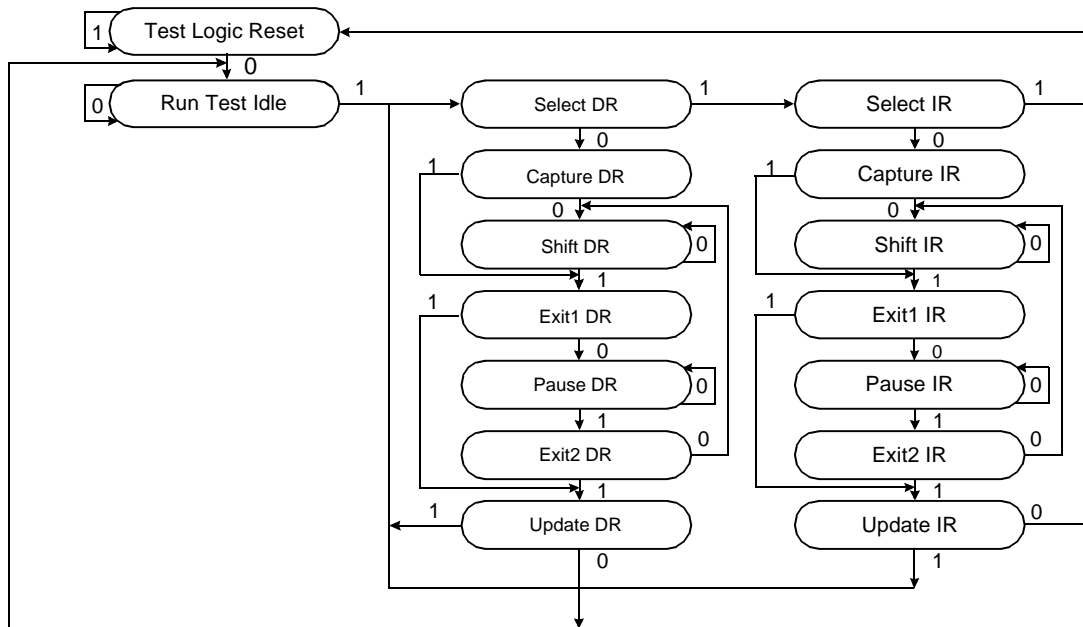 Test Logic Reset
1
0
Run Test Idle
0
1
Select DR
1
Select IR
1
0
0
1
Capture DR
1
Capture IR
0
0
Shift DR
0
Shift IR
0
1
1
1
Exit1 DR
1
Exit1 IR
0
0
Pause DR
0
Pause IR
0
1
1
Exit2 DR
0
Exit2 IR
0
1
1
1
Update DR
Update IR
0
0
1